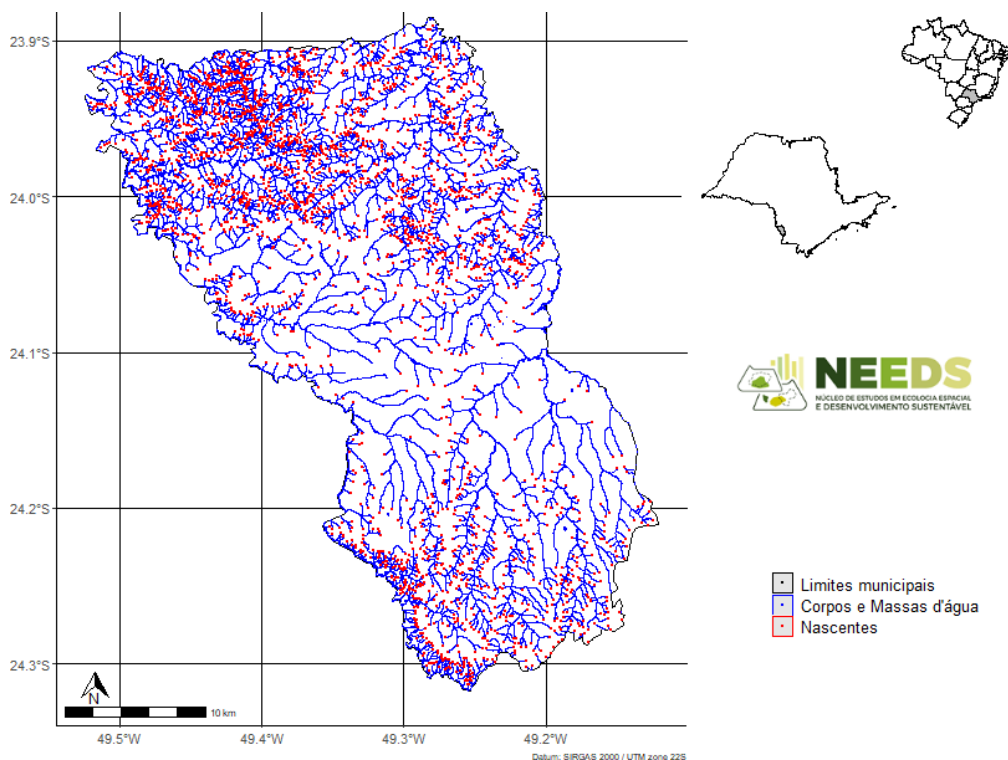 23.9°S
24.0°S
24.1°S
24.2°S
24.3°S
49.5°W
49.4°W
49.3°W
49.2°W
N
10 km
Datum: SIRGAS 2000 / UTM zone 22S
NEEDS
NÚCLEO DE ESTUDOS EM ECOLOGIA ESPACIAL
E DESENVOLVIMENTO SUSTENTÁVEL
Limites municipais
Corpos e Massas d'água
Nascentes